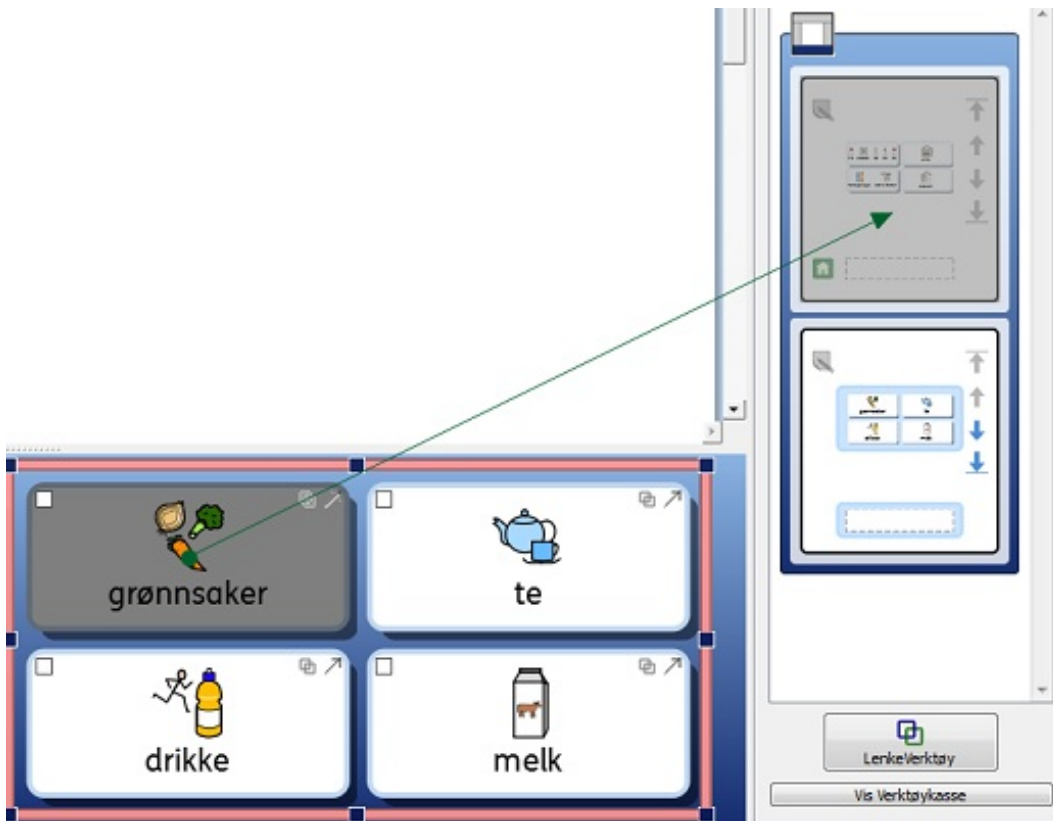 grønnsaker
te
drikke
melk
LenkeVerktøy
Vis Verktøykasse